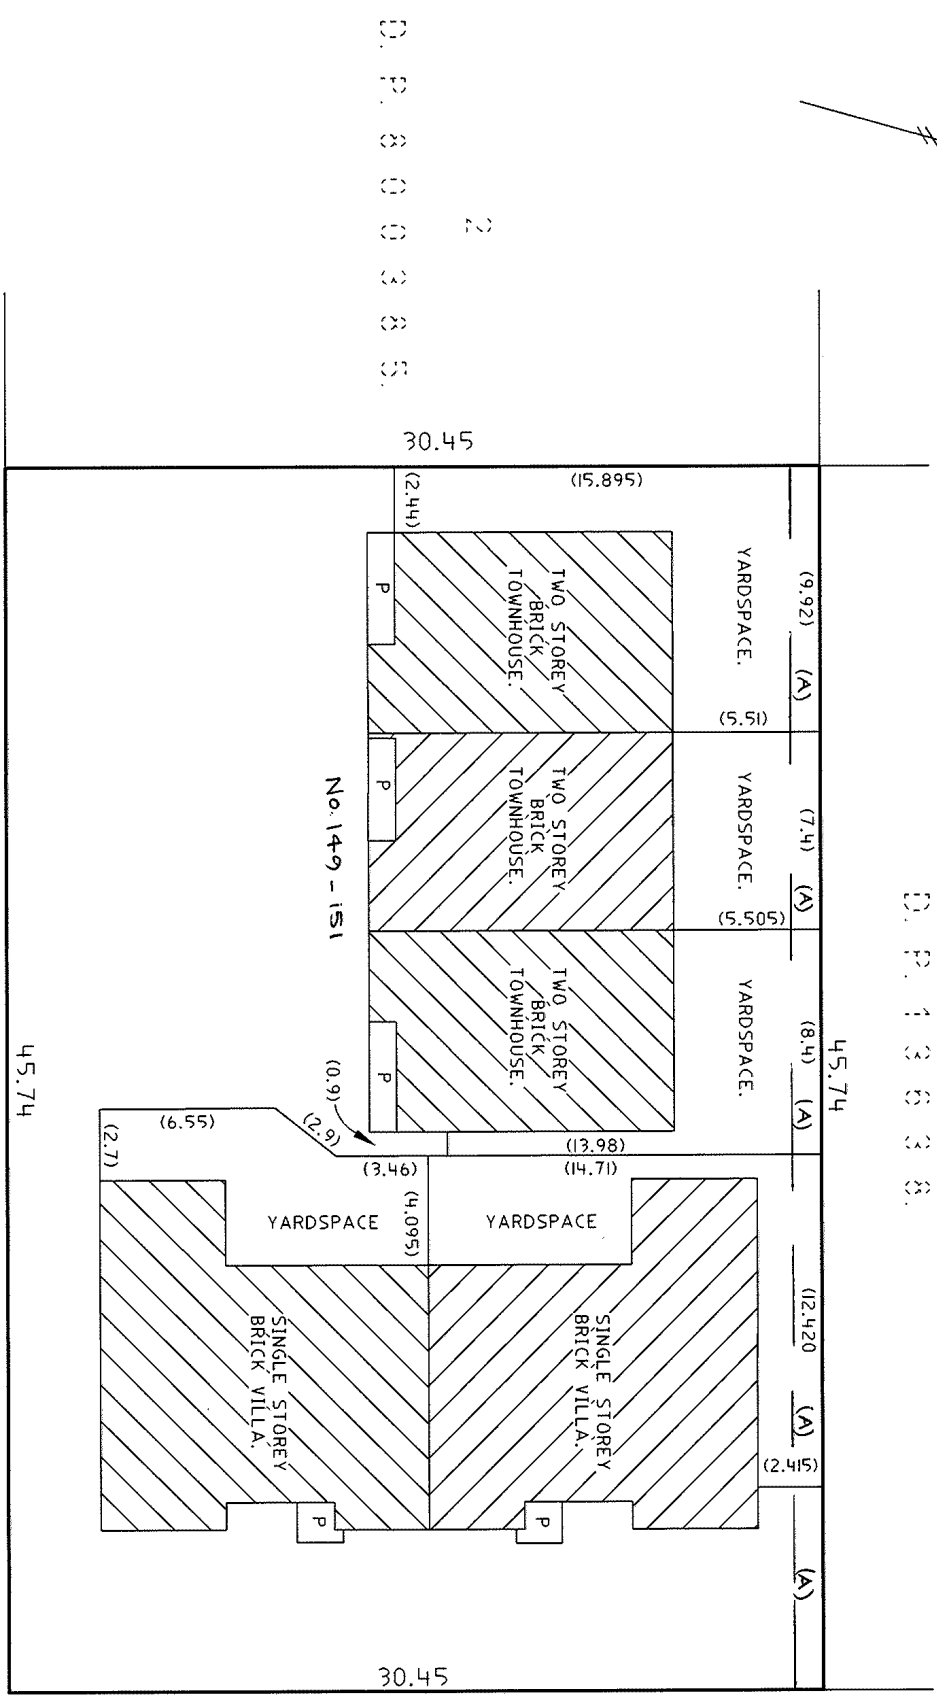 D. P. 800385.
2
D. P. 136638.
30.45
(2.44)
(15.895)
YARDSPACE.
(9.92)
(A)
TWO STOREY
BRICK
TOWNHOUSE.
P
(5.51)
YARDSPACE.
(7.4)
(A)
TWO STOREY
BRICK
TOWNHOUSE.
P
No. 149-151
(5.505)
YARDSPACE.
(8.4)
(A)
TWO STOREY
BRICK
TOWNHOUSE.
P
45.74
45.74
(0.9)
(2.9)
(6.55)
(2.7)
(3.46)
(13.98)
(14.71)
(4.095)
YARDSPACE
YARDSPACE
(12.420)
(A)
SINGLE STOREY
BRICK VILLA.
SINGLE STOREY
BRICK VILLA.
(2.415)
P
P
(A)
30.45